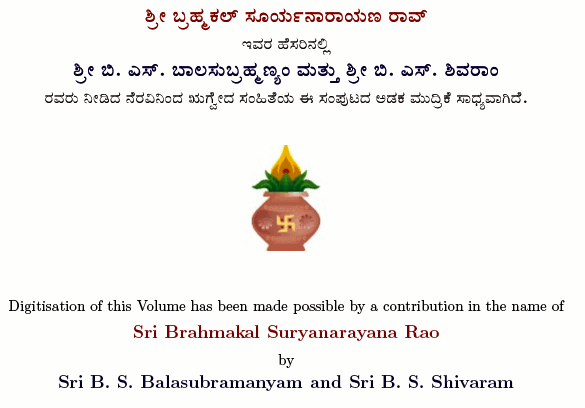 ಶ್ರೀ ಬ್ರಹ್ಮಕಲ್ ಸೂರ್ಯನಾರಾಯಣ ರಾವ್
ಇವರ ಹೆಸರಿನಲ್ಲಿ
ಶ್ರೀ ಬಿ. ಎಸ್. ಬಾಲಸುಬ್ರಹ್ಮಣ್ಯಂ ಮತ್ತು ಶ್ರೀ ಬಿ. ಎಸ್. ಶಿವರಾಂ
ರವರು ನೀಡಿದ ನೆರವಿನಿಂದ ಋಗ್ವೇದ ಸಂಹಿತೆಯ ಈ ಸಂಪುಟದ ಅಡಕ ಮುದ್ರಿಕೆ ಸಾಧ್ಯವಾಗಿದೆ.
Digitisation of this Volume has been made possible by a contribution in the name of
Sri Brahmakal Suryanarayana Rao
by
Sri B. S. Balasubramanyam and Sri B. S. Shivaram